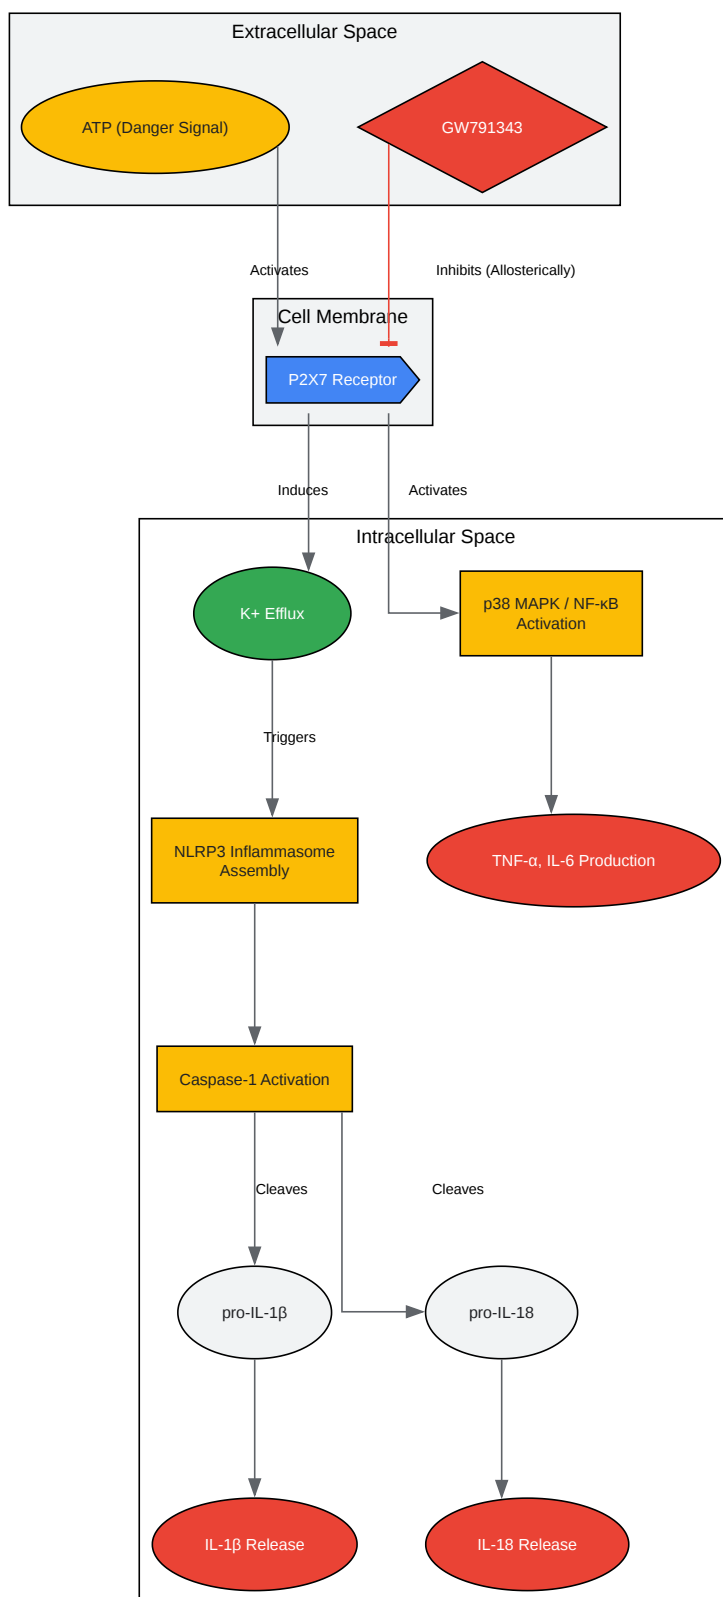 Extracellular Space
ATP (Danger Signal)
GW791343
Activates
Inhibits (Allosterically)
Cell Membrane
P2X7 Receptor
Induces
Activates
Intracellular Space
K+ Efflux
p38 MAPK / NF-κB
Activation
Triggers
NLRP3 Inflammasome
Assembly
TNF-α, IL-6 Production
Caspase-1 Activation
Cleaves
Cleaves
pro-IL-1β
pro-IL-18
IL-1β Release
IL-18 Release